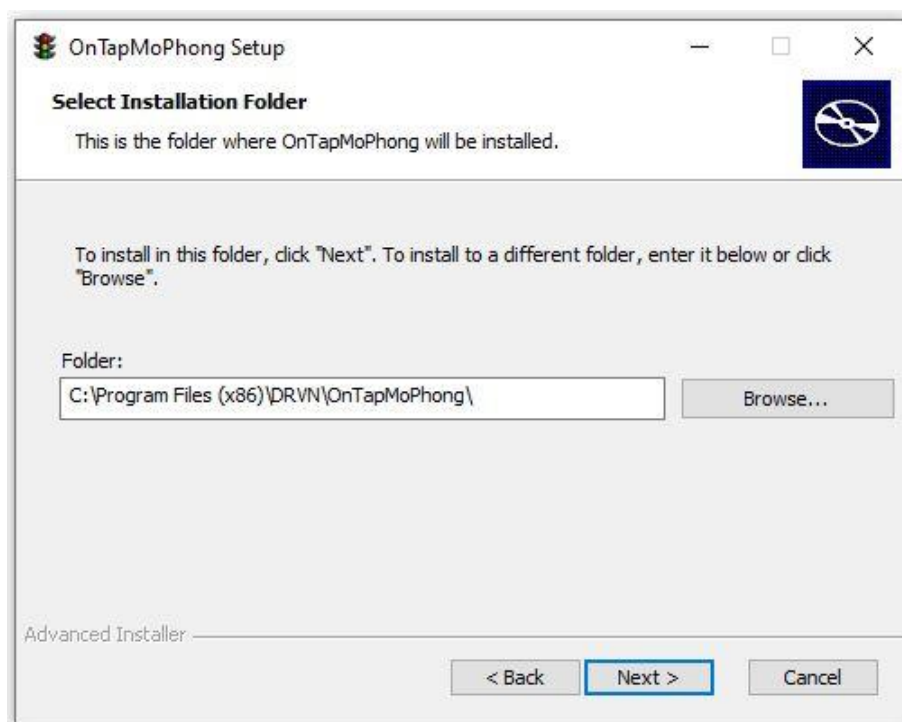 OnTapMoPhong Setup
Select Installation Folder
This is the folder where OnTapMoPhong will be installed.
To install in this folder, click "Next". To install to a different folder, enter it below or click
"Browse".
Folder:
C:\Program Files (x86)\DRVN\OnTapMoPhong\
Browse...
Advanced Installer
< Back
Next >
Cancel